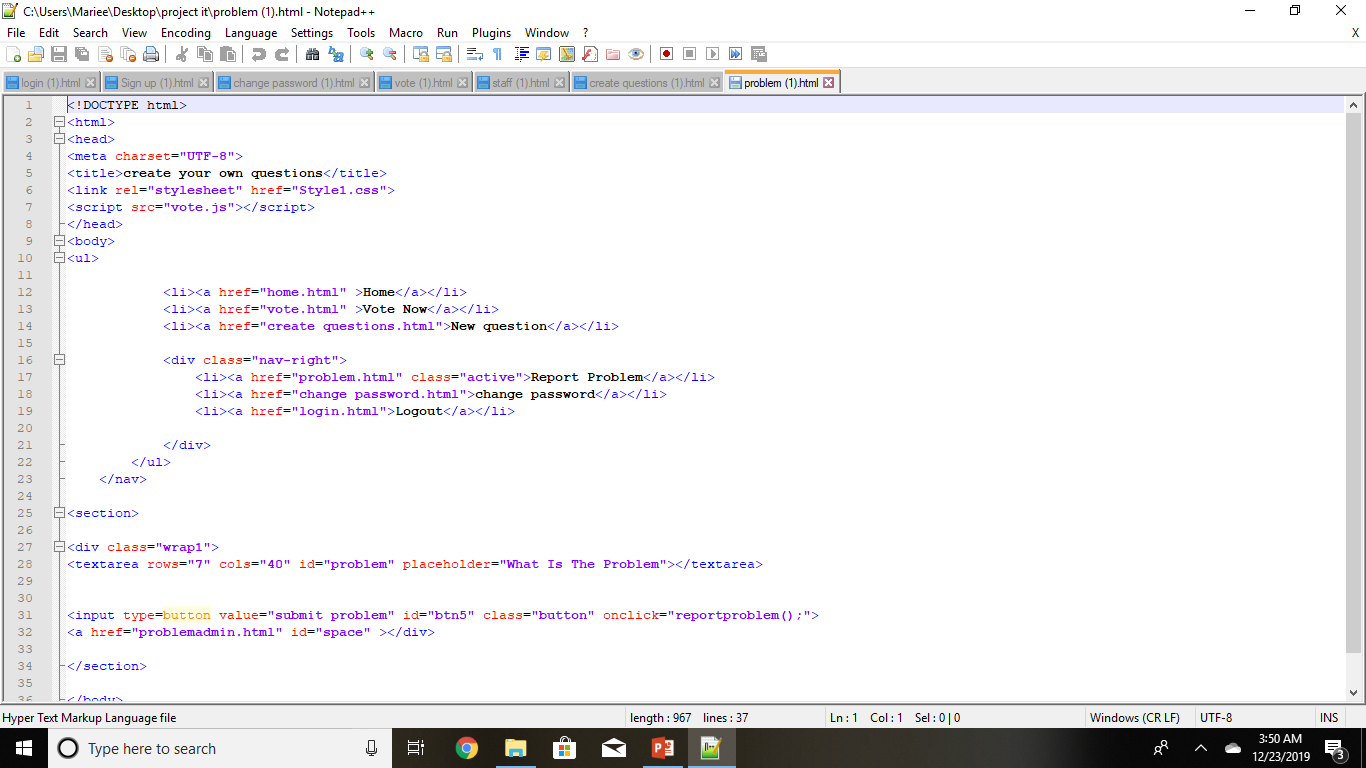 C:\Users\Mariee\Desktop\project it\problem (1).html - Notepad++
File Edit Search View Encoding Language Settings Tools Macro Run Plugins Window ? X
login (1).html Sign up (1).html change password (1).html vote (1).html staff (1).html create questions (1).html problem (1).html
1 <!DOCTYPE html>
2 <html>
3 <head>
4 <meta charset="UTF-8">
5 <title>create your own questions</title>
6 <link rel="stylesheet" href="Style1.css">
7 <script src="vote.js"></script>
8 </head>
9 <body>
10 <ul>
11
12 <li><a href="home.html" >Home</a></li>
13 <li><a href="vote.html" >Vote Now</a></li>
14 <li><a href="create questions.html">New question</a></li>
15
16 <div class="nav-right">
17 <li><a href="problem.html" class="active">Report Problem</a></li>
18 <li><a href="change password.html">change password</a></li>
19 <li><a href="login.html">Logout</a></li>
20
21 </div>
22 </ul>
23 </nav>
24
25 <section>
26
27 <div class="wrap1">
28 <textarea rows="7" cols="40" id="problem" placeholder="What Is The Problem"></textarea>
29
30
31 <input type=button value="submit problem" id="btn5" class="button" onclick="reportproblem();">
32 <a href="problemadmin.html" id="space" ></div>
33
34 </section>
35
36 </body>
Hyper Text Markup Language file length : 967 lines : 37 Ln : 1 Col : 1 Sel : 0 | 0 Windows (CR LF) UTF-8 INS
Type here to search
3:50 AM
12/23/2019
3